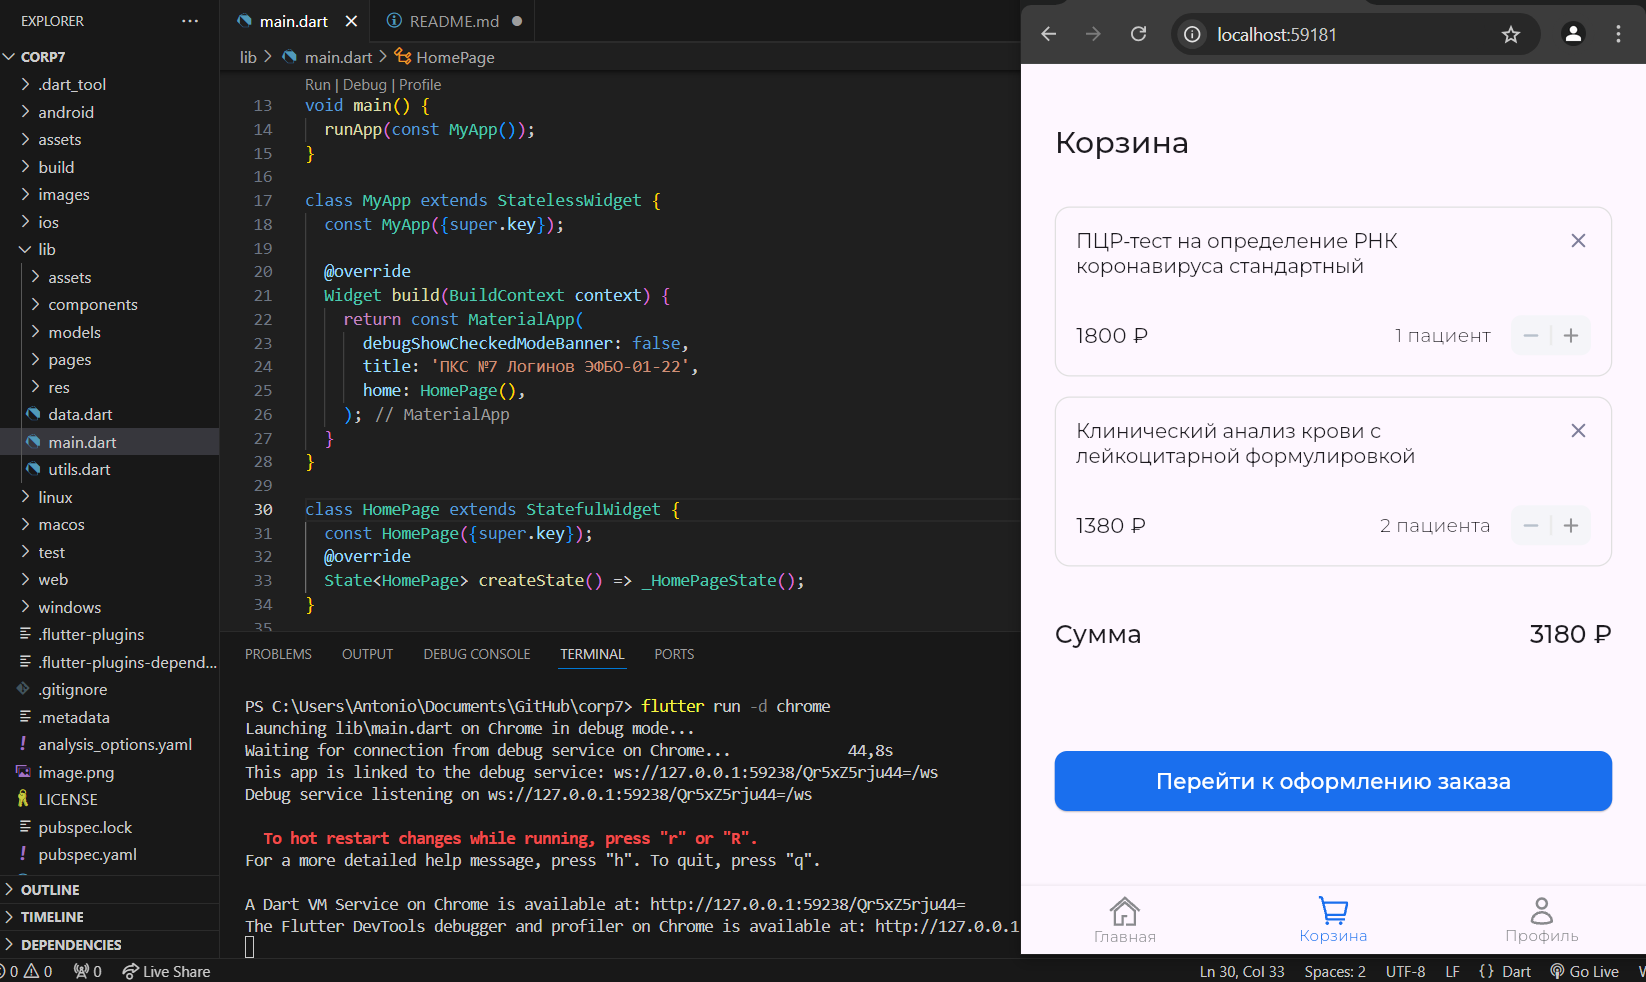 EXPLORER
CORP7
.dart_tool
android
assets
build
images
ios
lib
assets
components
models
pages
res
data.dart
main.dart
utils.dart
linux
macos
test
web
windows
.flutter-plugins
.flutter-plugins-depend...
.gitignore
.metadata
analysis_options.yaml
image.png
LICENSE
pubspec.lock
pubspec.yaml
OUTLINE
TIMELINE
DEPENDENCIES
main.dart
README.md
lib > main.dart > HomePage
Run | Debug | Profile
13 void main() {
14 runApp(const MyApp());
15 }
16
17 class MyApp extends StatelessWidget {
18 const MyApp({super.key});
19
20 @override
21 Widget build(BuildContext context) {
22 return const MaterialApp(
23 debugShowCheckedModeBanner: false,
24 title: 'ПКС №7 Логинов ЭФБО-01-22',
25 home: HomePage(),
26 ); // MaterialApp
27 }
28 }
29
30 class HomePage extends StatefulWidget {
31 const HomePage({super.key});
32 @override
33 State<HomePage> createState() => _HomePageState();
34 }
35
PROBLEMS OUTPUT DEBUG CONSOLE TERMINAL PORTS
PS C:\Users\Antonio\Documents\GitHub\corp7> flutter run -d chrome
Launching lib\main.dart on Chrome in debug mode...
Waiting for connection from debug service on Chrome... 44,8s
This app is linked to the debug service: ws://127.0.0.1:59238/Qr5xZ5rju44=/ws
Debug service listening on ws://127.0.0.1:59238/Qr5xZ5rju44=/ws
To hot restart changes while running, press "r" or "R".
For a more detailed help message, press "h". To quit, press "q".
A Dart VM Service on Chrome is available at: http://127.0.0.1:59238/Qr5xZ5rju44=
The Flutter DevTools debugger and profiler on Chrome is available at: http://127.0.0.1
localhost:59181
Корзина
ПЦР-тест на определение РНК
коронавируса стандартный
1800 ₽ 1 пациент
Клинический анализ крови с
лейкоцитарной формулировкой
1380 ₽ 2 пациента
Сумма 3180 ₽
Перейти к оформлению заказа
Главная Корзина Профиль
0 0 0 Live Share Ln 30, Col 33 Spaces: 2 UTF-8 LF {} Dart Go Live